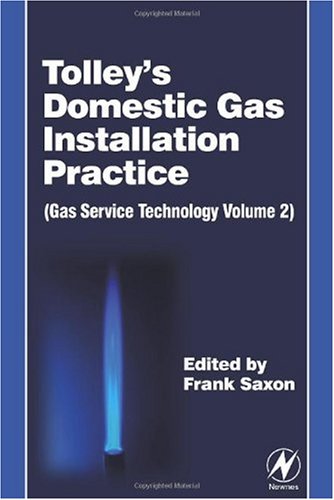 Tolley's
Domestic Gas
Installation
Practice
(Gas Service Technology Volume 2)
Edited by
Frank Saxon
Newnes